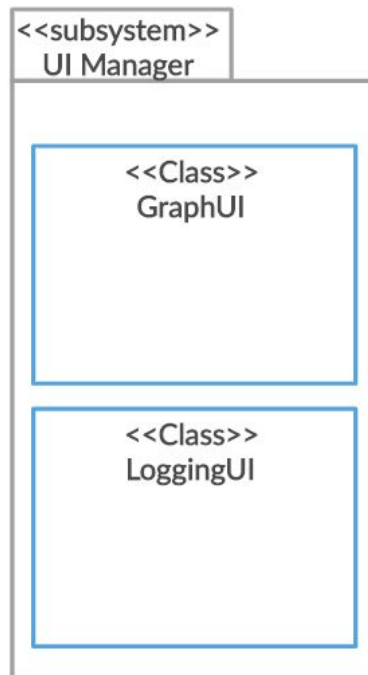 <<subsystem>>
UI Manager
<<Class>>
GraphUI
<<Class>>
LoggingUI